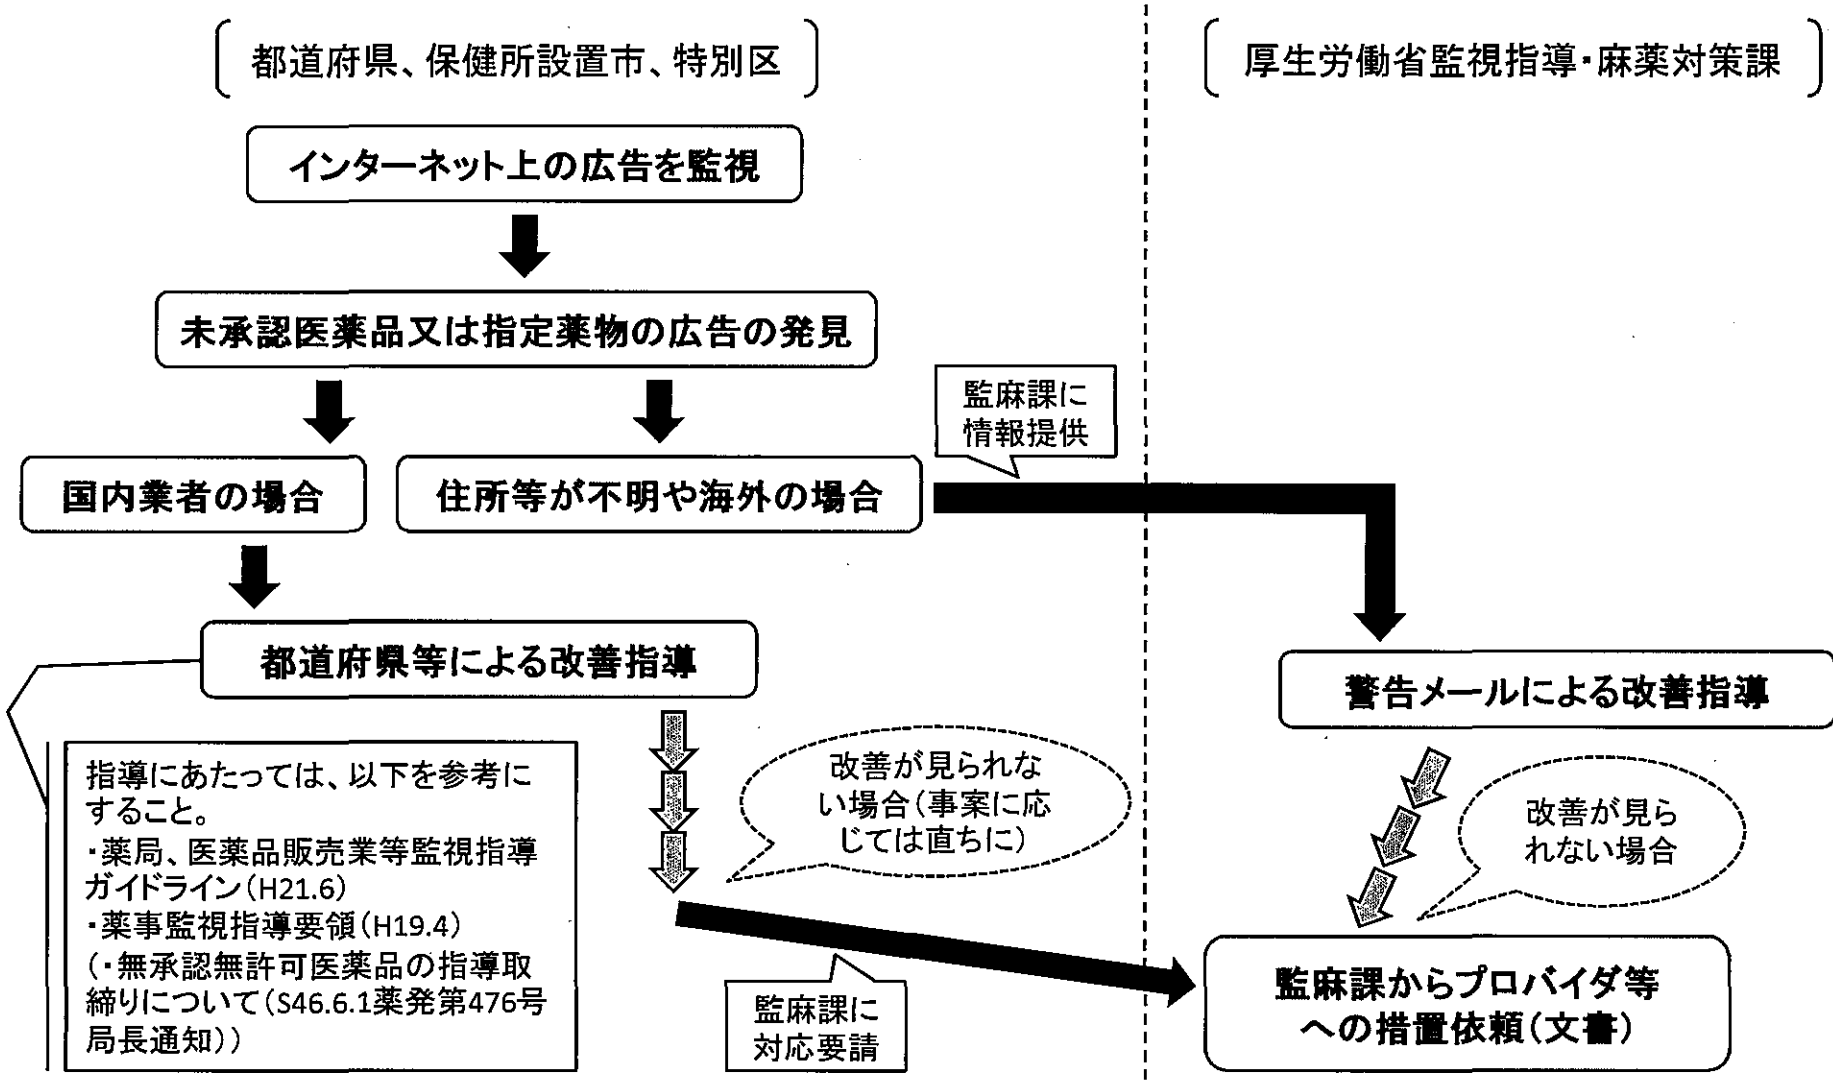 都道府県、保健所設置市、特別区
厚生労働省監視指導・麻薬対策課
インターネット上の広告を監視
未承認医薬品又は指定薬物の広告の発見
監麻課に
情報提供
国内業者の場合
住所等が不明や海外の場合
都道府県等による改善指導
警告メールによる改善指導
指導にあたっては、以下を参考に
すること。
・薬局、医薬品販売業等監視指導
ガイドライン(H21.6)
・薬事監視指導要領(H19.4)
(・無承認無許可医薬品の指導取
締りについて(S46.6.1薬発第476号
局長通知))
改善が見られな
い場合(事案に応
じては直ちに)
改善が見ら
れない場合
監麻課に
対応要請
監麻課からプロバイダ等
への措置依頼(文書)